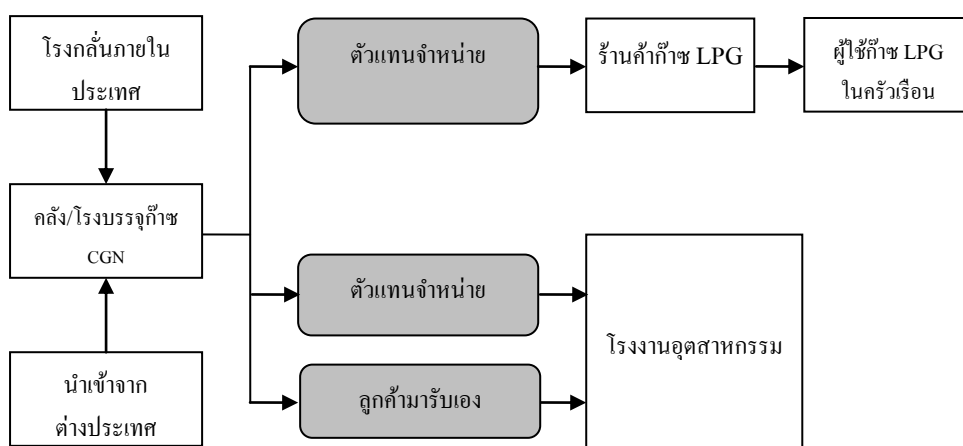 โรงกลั่นภายใน
ประเทศ
ตัวแทนจำหน่าย
ร้านค้าก๊าซ LPG
ผู้ใช้ก๊าซ LPG
ในครัวเรือน
คลัง/โรงบรรจุก๊าซ
CGN
ตัวแทนจำหน่าย
โรงงานอุตสาหกรรม
นำเข้าจาก
ต่างประเทศ
ลูกค้ามารับเอง